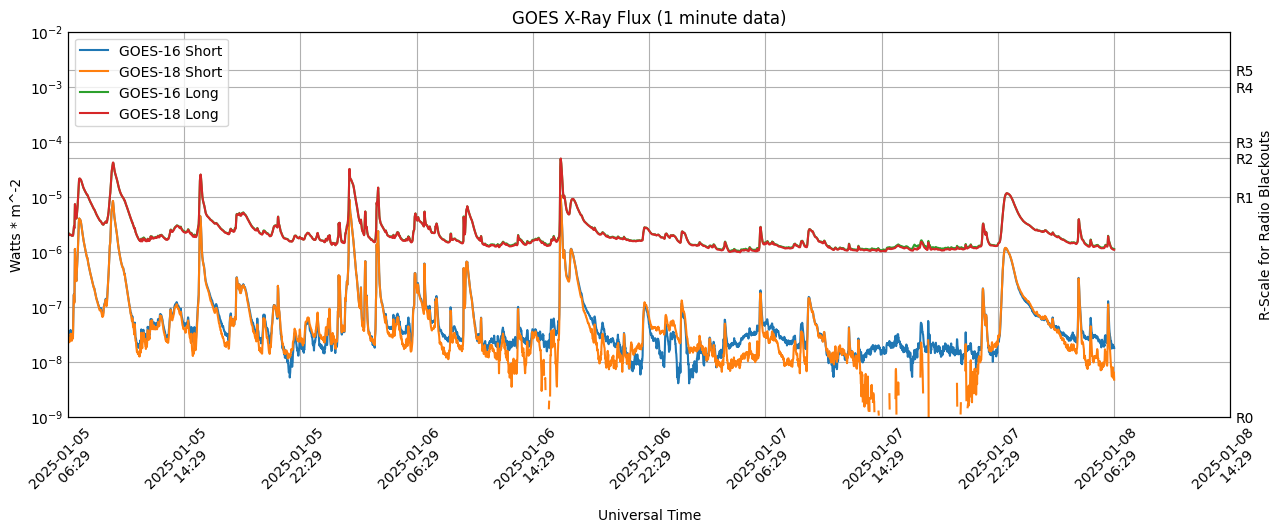 GOES X-Ray Flux (1 minute data)
GOES-16 Short
GOES-18 Short
GOES-16 Long
GOES-18 Long
Watts * m^-2
10⁻²
10⁻³
10⁻⁴
10⁻⁵
10⁻⁶
10⁻⁷
10⁻⁸
10⁻⁹
R5
R4
R3
R2
R1
R0
R-Scale for Radio Blackouts
2025-01-05
06:29
2025-01-05
14:29
2025-01-05
22:29
2025-01-06
06:29
2025-01-06
14:29
2025-01-06
22:29
2025-01-07
06:29
2025-01-07
14:29
2025-01-07
22:29
2025-01-08
06:29
2025-01-08
14:29
Universal Time